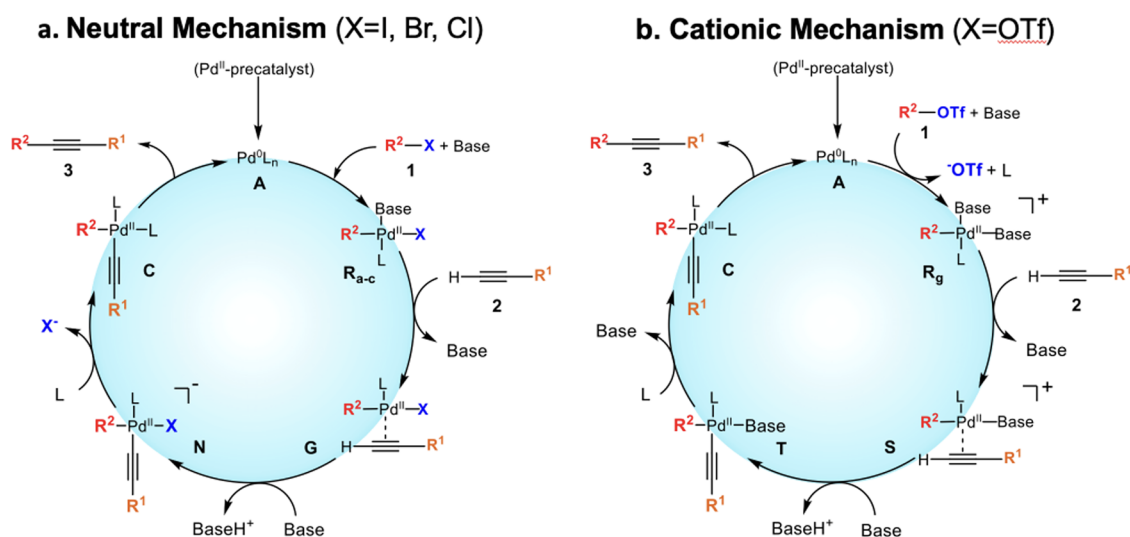 a. Neutral Mechanism (X=I, Br, Cl)
(Pdᴵᴵ-precatalyst)
R²—≡—R¹
3
Pd⁰Lₙ
A
R²—X + Base
1
L
R²—Pdᴵᴵ—L
R¹
C
Base
R²—Pdᴵᴵ—X
L
Ra-c
H—≡—R¹
2
Base
X⁻
L
L
R²—Pdᴵᴵ—X
R¹
⁻
N
L
R²—Pdᴵᴵ—X
H—≡—R¹
G
BaseH⁺
Base
b. Cationic Mechanism (X=OTf)
(Pdᴵᴵ-precatalyst)
R²—≡—R¹
3
Pd⁰Lₙ
A
R²—OTf + Base
1
⁻OTf + L
L
R²—Pdᴵᴵ—L
R¹
C
Base
+
R²—Pdᴵᴵ—Base
L
Rg
H—≡—R¹
2
Base
Base
L
L
R²—Pdᴵᴵ—Base
R¹
T
+
L
R²—Pdᴵᴵ—Base
H—≡—R¹
S
BaseH⁺
Base